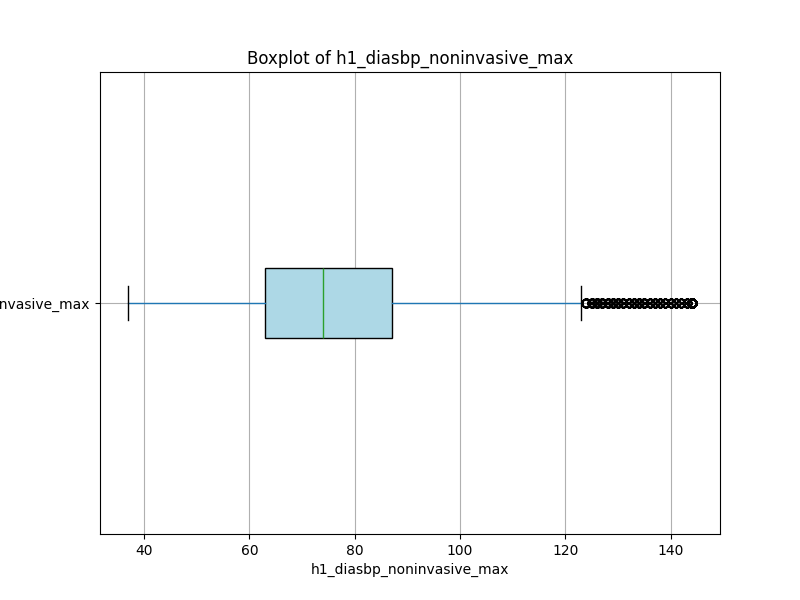 Boxplot of h1_diasbp_noninvasive_max
nvasive_max
40 60 80 100 120 140
h1_diasbp_noninvasive_max